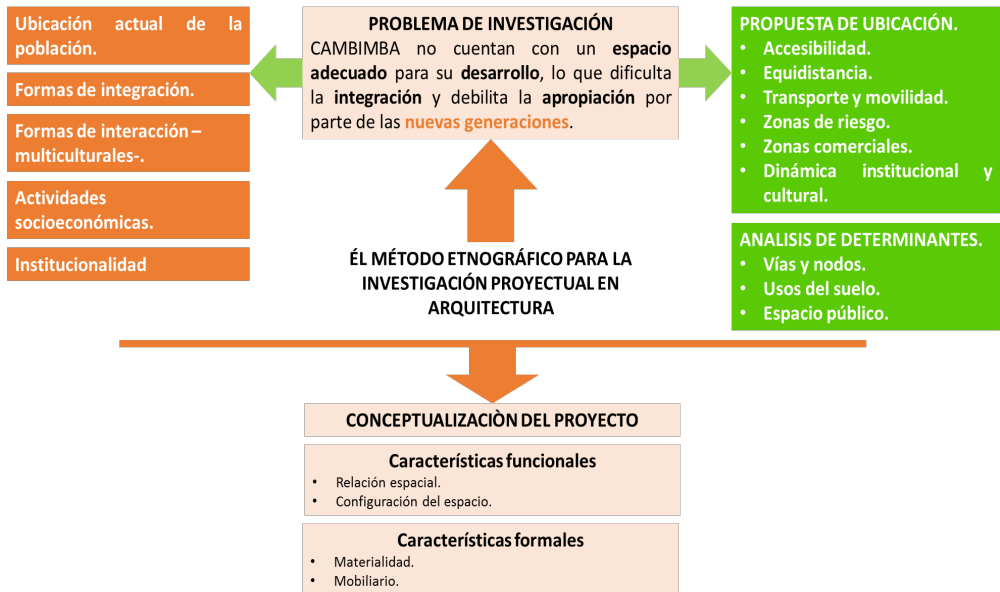 Ubicación actual de la
población.
Formas de integración.
Formas de interacción –
multiculturales-.
Actividades
socioeconómicas.
Institucionalidad
PROBLEMA DE INVESTIGACIÓN
CAMBIMBA no cuentan con un espacio
adecuado para su desarrollo, lo que dificulta
la integración y debilita la apropiación por
parte de las nuevas generaciones.
PROPUESTA DE UBICACIÓN.
• Accesibilidad.
• Equidistancia.
• Transporte y movilidad.
• Zonas de riesgo.
• Zonas comerciales.
• Dinámica institucional y
cultural.
ANALISIS DE DETERMINANTES.
• Vías y nodos.
• Usos del suelo.
• Espacio público.
ÉL MÉTODO ETNOGRÁFICO PARA LA
INVESTIGACIÓN PROYECTUAL EN
ARQUITECTURA
CONCEPTUALIZACIÒN DEL PROYECTO
Características funcionales
• Relación espacial.
• Configuración del espacio.
Características formales
• Materialidad.
• Mobiliario.